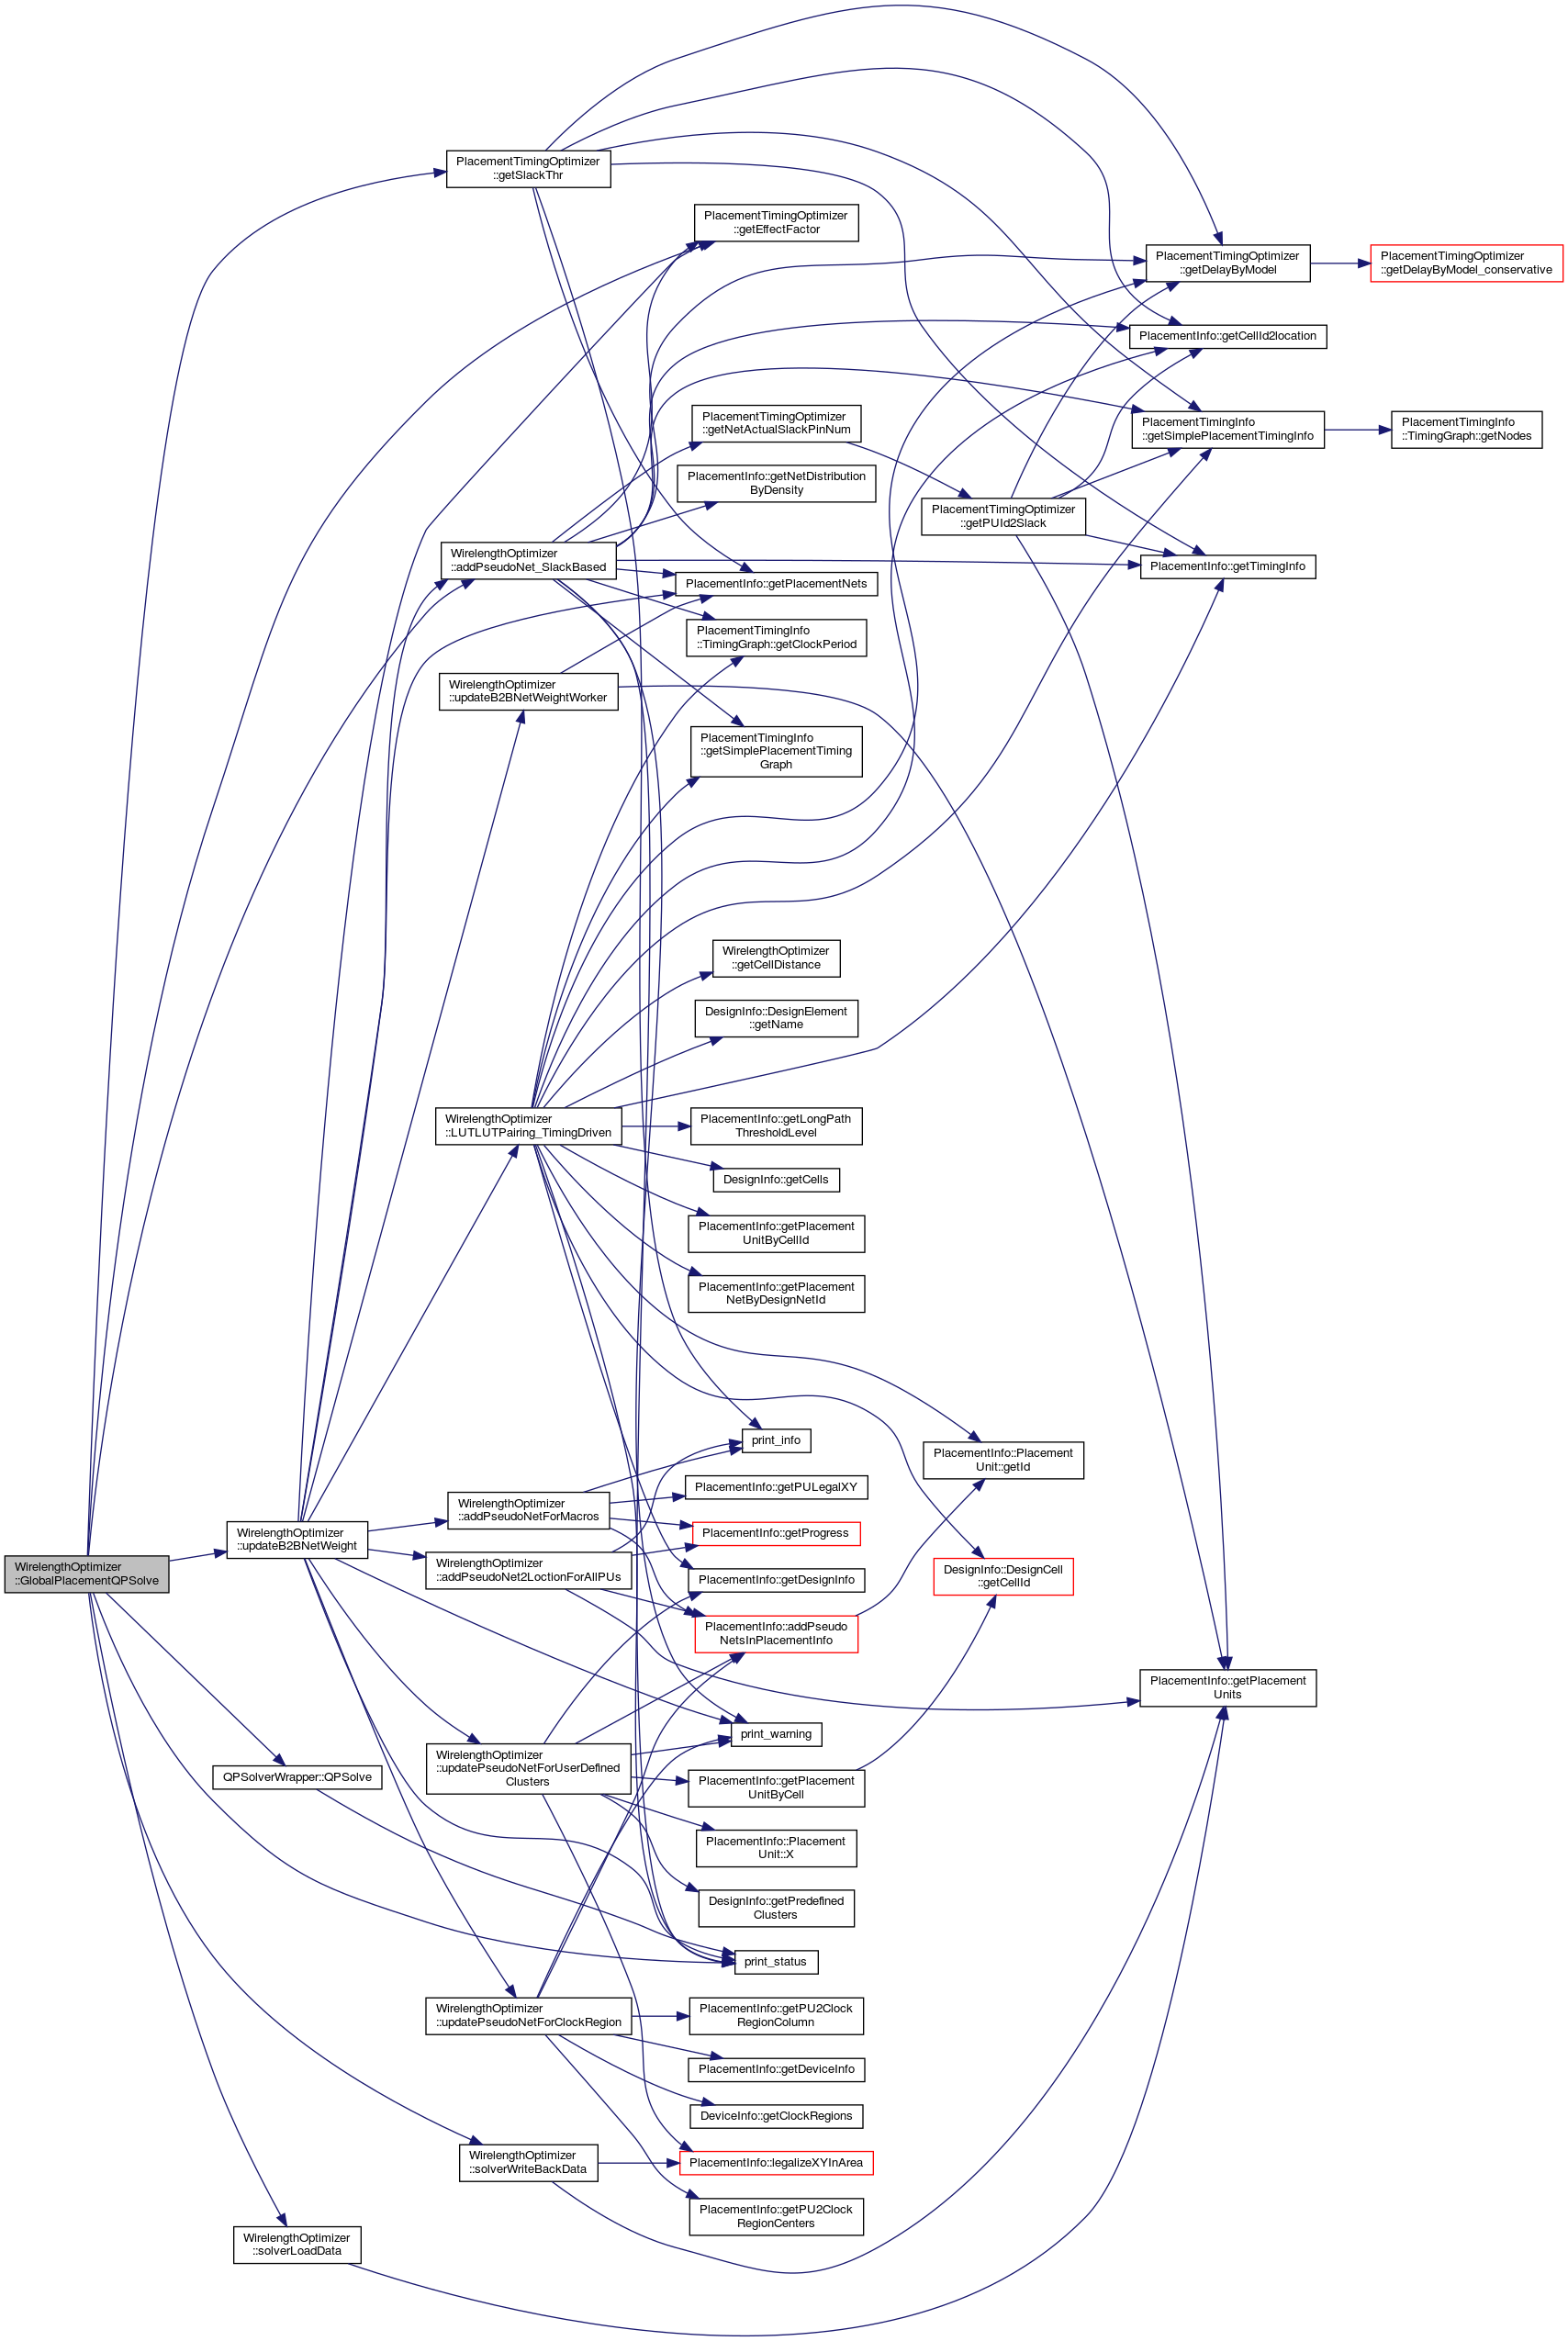 PlacementTimingOptimizer
::getSlackThr
PlacementTimingOptimizer
::getEffectFactor
PlacementTimingOptimizer
::getDelayByModel
PlacementTimingOptimizer
::getDelayByModel_conservative
PlacementInfo::getCellId2location
PlacementTimingOptimizer
::getNetActualSlackPinNum
PlacementTimingInfo
::getSimplePlacementTimingInfo
PlacementTimingInfo
::TimingGraph::getNodes
PlacementInfo::getNetDistribution
ByDensity
PlacementTimingOptimizer
::getPUId2Slack
WirelengthOptimizer
::addPseudoNet_SlackBased
PlacementInfo::getTimingInfo
PlacementInfo::getPlacementNets
PlacementTimingInfo
::TimingGraph::getClockPeriod
WirelengthOptimizer
::updateB2BNetWeightWorker
PlacementTimingInfo
::getSimplePlacementTiming
Graph
WirelengthOptimizer
::getCellDistance
DesignInfo::DesignElement
::getName
WirelengthOptimizer
::LUTLUTPairing_TimingDriven
PlacementInfo::getLongPath
ThresholdLevel
DesignInfo::getCells
PlacementInfo::getPlacement
UnitByCellId
PlacementInfo::getPlacement
NetByDesignNetId
print_info
PlacementInfo::Placement
Unit::getId
PlacementInfo::getPULegalXY
WirelengthOptimizer
::addPseudoNetForMacros
PlacementInfo::getProgress
WirelengthOptimizer
::updateB2BNetWeight
WirelengthOptimizer
::GlobalPlacementQPSolve
WirelengthOptimizer
::addPseudoNet2LoctionForAllPUs
PlacementInfo::getDesignInfo
DesignInfo::DesignCell
::getCellId
PlacementInfo::addPseudo
NetsInPlacementInfo
PlacementInfo::getPlacement
Units
print_warning
WirelengthOptimizer
::updatePseudoNetForUserDefined
Clusters
QPSolverWrapper::QPSolve
PlacementInfo::getPlacement
UnitByCell
PlacementInfo::Placement
Unit::X
DesignInfo::getPredefined
Clusters
print_status
WirelengthOptimizer
::updatePseudoNetForClockRegion
PlacementInfo::getPU2Clock
RegionColumn
PlacementInfo::getDeviceInfo
DeviceInfo::getClockRegions
WirelengthOptimizer
::solverWriteBackData
PlacementInfo::legalizeXYInArea
PlacementInfo::getPU2Clock
RegionCenters
WirelengthOptimizer
::solverLoadData